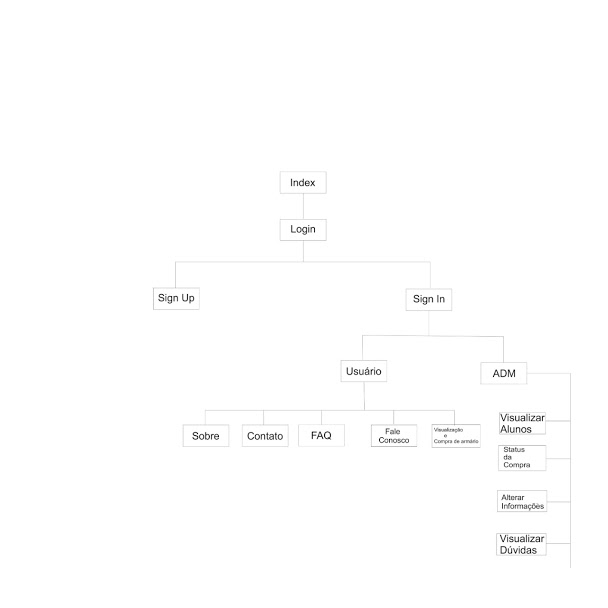 Index
Login
Sign Up
Sign In
Usuário
ADM
Sobre
Contato
FAQ
Fale
Conosco
Visualização
e
Compra de armário
Visualizar
Alunos
Status
da
Compra
Alterar
Informações
Visualizar
Dúvidas